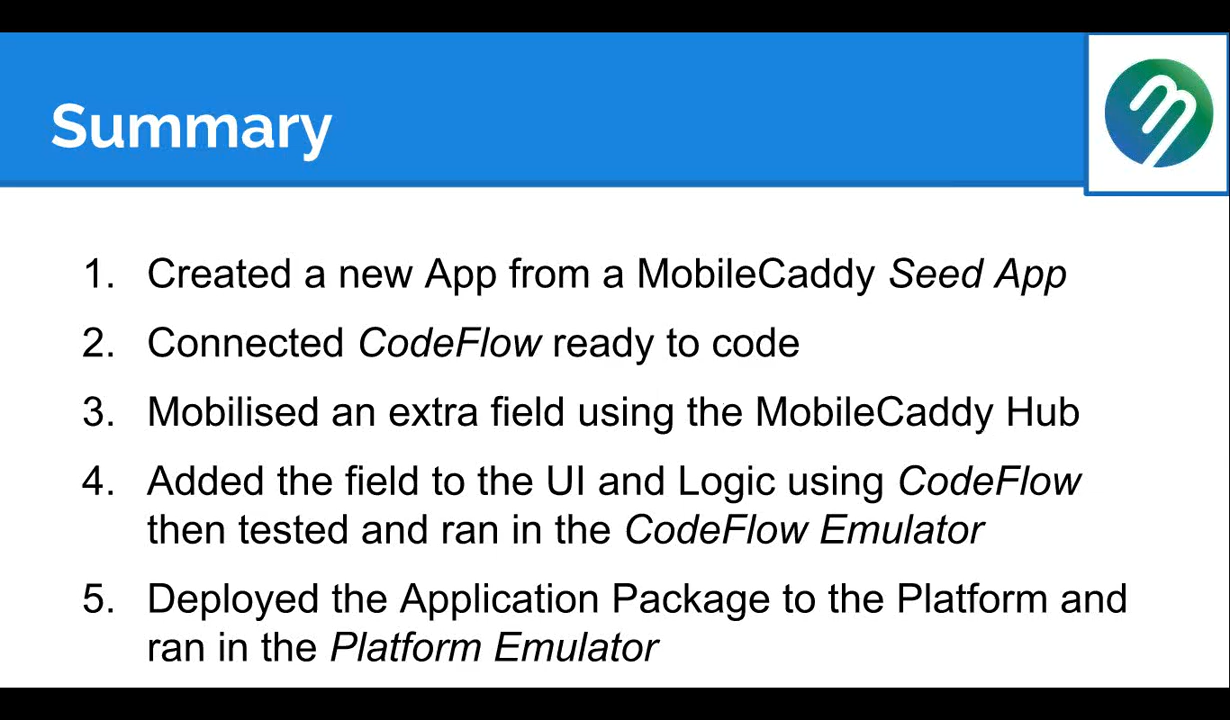 Summary
1. Created a new App from a MobileCaddy Seed App
2. Connected CodeFlow ready to code
3. Mobilised an extra field using the MobileCaddy Hub
4. Added the field to the UI and Logic using CodeFlow
then tested and ran in the CodeFlow Emulator
5. Deployed the Application Package to the Platform and
ran in the Platform Emulator